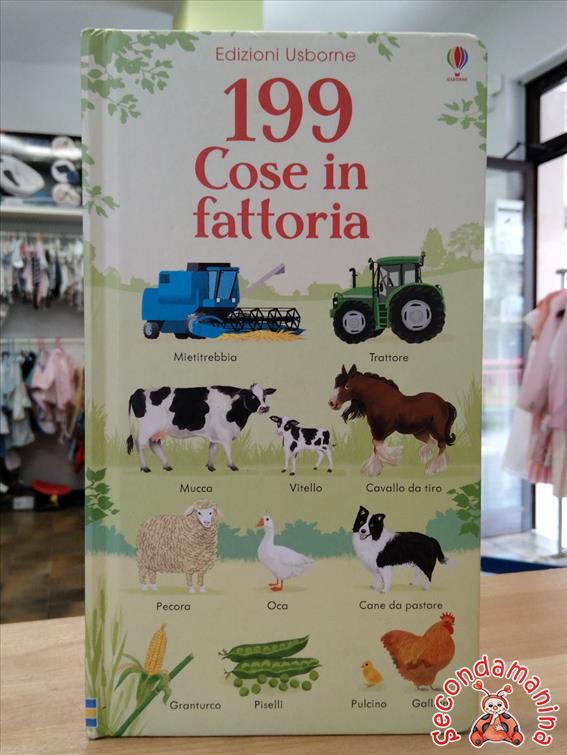 Edizioni Usborne
USBORNE
199
Cose in
fattoria
Mietitrebbia
Trattore
Mucca
Vitello
Cavallo da tiro
Pecora
Oca
Cane da pastore
Granturco
Piselli
Pulcino
Gall
secondamanina